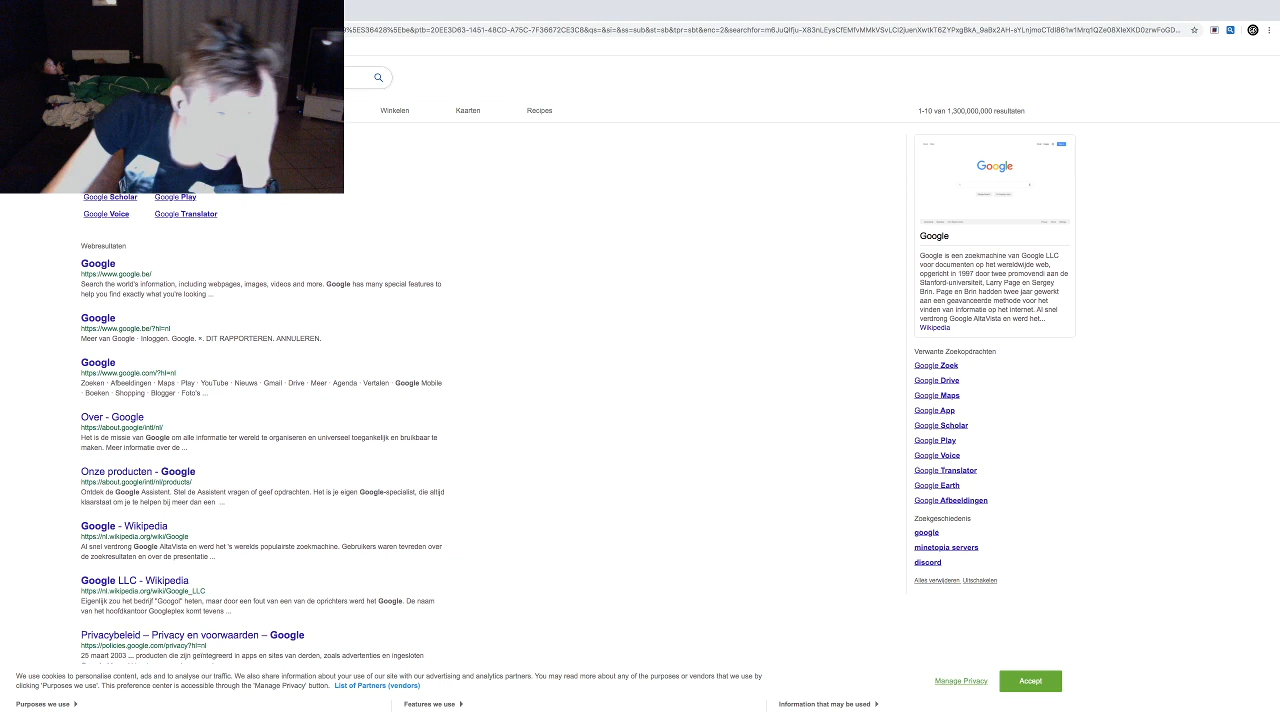 Winkelen Kaarten Recipes 1-10 van 1,300,000,000 resultaten
Google Scholar Google Play
Google Voice Google Translator
Webresultaten
Google
https://www.google.be/
Search the world's information, including webpages, images, videos and more. Google has many special features to
help you find exactly what you're looking ...
Google
https://www.google.be/?hl=nl
Meer van Google · Inloggen. Google. ×. DIT RAPPORTEREN. ANNULEREN.
Google
https://www.google.com/?hl=nl
Zoeken · Afbeeldingen · Maps · Play · YouTube · Nieuws · Gmail · Drive · Meer · Agenda · Vertalen · Google Mobile
· Boeken · Shopping · Blogger · Foto's ...
Over - Google
https://about.google/intl/nl/
Het is de missie van Google om alle informatie ter wereld te organiseren en universeel toegankelijk en bruikbaar te
maken. Meer informatie over de ...
Onze producten - Google
https://about.google/intl/nl/products/
Ontdek de Google Assistent. Stel de Assistent vragen of geef opdrachten. Het is je eigen Google-specialist, die altijd
klaarstaat om je te helpen bij meer dan een ...
Google - Wikipedia
https://nl.wikipedia.org/wiki/Google
Al snel verdrong Google AltaVista en werd het 's werelds populairste zoekmachine. Gebruikers waren tevreden over
de zoekresultaten en over de presentatie ...
Google LLC - Wikipedia
https://nl.wikipedia.org/wiki/Google_LLC
Eigenlijk zou het bedrijf "Googol" heten, maar door een fout van een van de oprichters werd het Google. De naam
van het hoofdkantoor Googleplex komt tevens ...
Privacybeleid – Privacy en voorwaarden – Google
https://policies.google.com/privacy?hl=nl
25 maart 2003 ... producten die zijn geïntegreerd in apps en sites van derden, zoals advertenties en ingesloten
Google
Google
Google is een zoekmachine van Google LLC
voor documenten op het wereldwijde web,
opgericht in 1997 door twee promovendi aan de
Stanford-universiteit, Larry Page en Sergey
Brin. Page en Brin hadden twee jaar gewerkt
aan een geavanceerde methode voor het
vinden van informatie op het internet. Al snel
verdrong Google AltaVista en werd het...
Wikipedia
Verwante Zoekopdrachten
Google Zoek
Google Drive
Google Maps
Google App
Google Scholar
Google Play
Google Voice
Google Translator
Google Earth
Google Afbeeldingen
Zoekgeschiedenis
google
minetopia servers
discord
Alles verwijderen Uitschakelen
We use cookies to personalise content, ads and to analyse our traffic. We also share information about your use of our site with our advertising and analytics partners. You may read more about any of the purposes or vendors that we use by
clicking 'Purposes we use'. This preference center is accessible through the 'Manage Privacy' button. List of Partners (vendors)
Manage Privacy Accept
Purposes we use Features we use Information that may be used